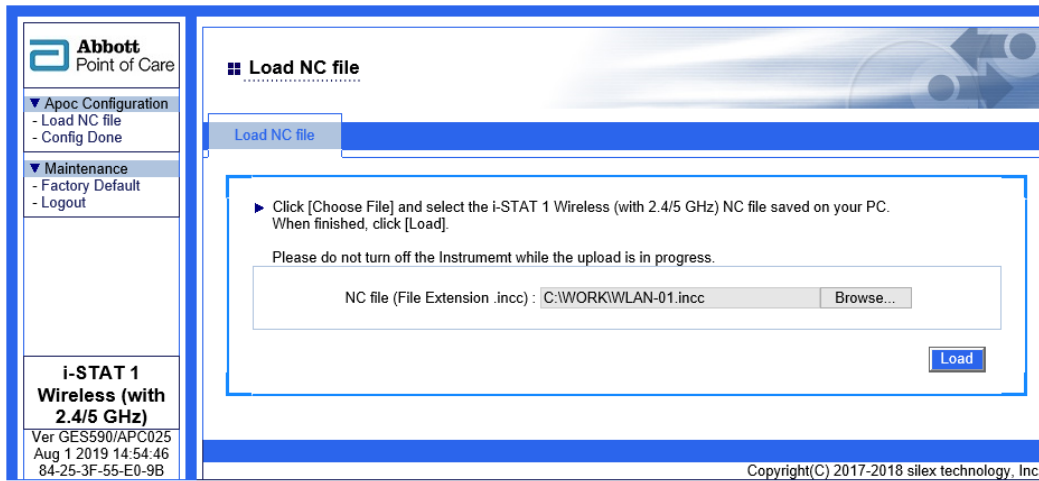 Abbott
Point of Care
▼ Apoc Configuration
- Load NC file
- Config Done
▼ Maintenance
- Factory Default
- Logout
i-STAT 1
Wireless (with
2.4/5 GHz)
Ver GES590/APC025
Aug 1 2019 14:54:46
84-25-3F-55-E0-9B
Load NC file
Load NC file
Click [Choose File] and select the i-STAT 1 Wireless (with 2.4/5 GHz) NC file saved on your PC.
When finished, click [Load].
Please do not turn off the Instrumemt while the upload is in progress.
NC file (File Extension .incc) : C:\WORK\WLAN-01.incc Browse...
Load
Copyright(C) 2017-2018 silex technology, Inc